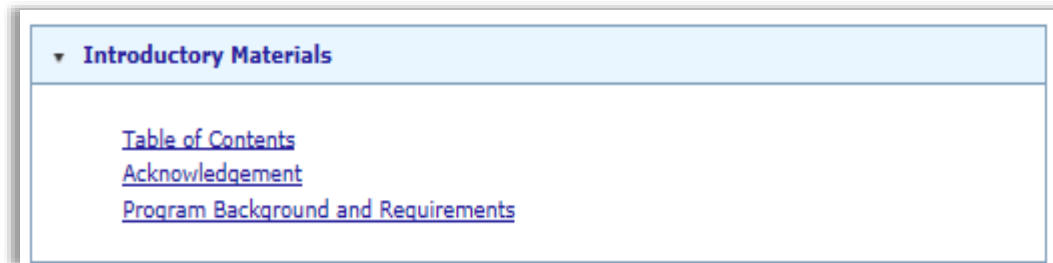 Introductory Materials
Table of Contents
Acknowledgement
Program Background and Requirements